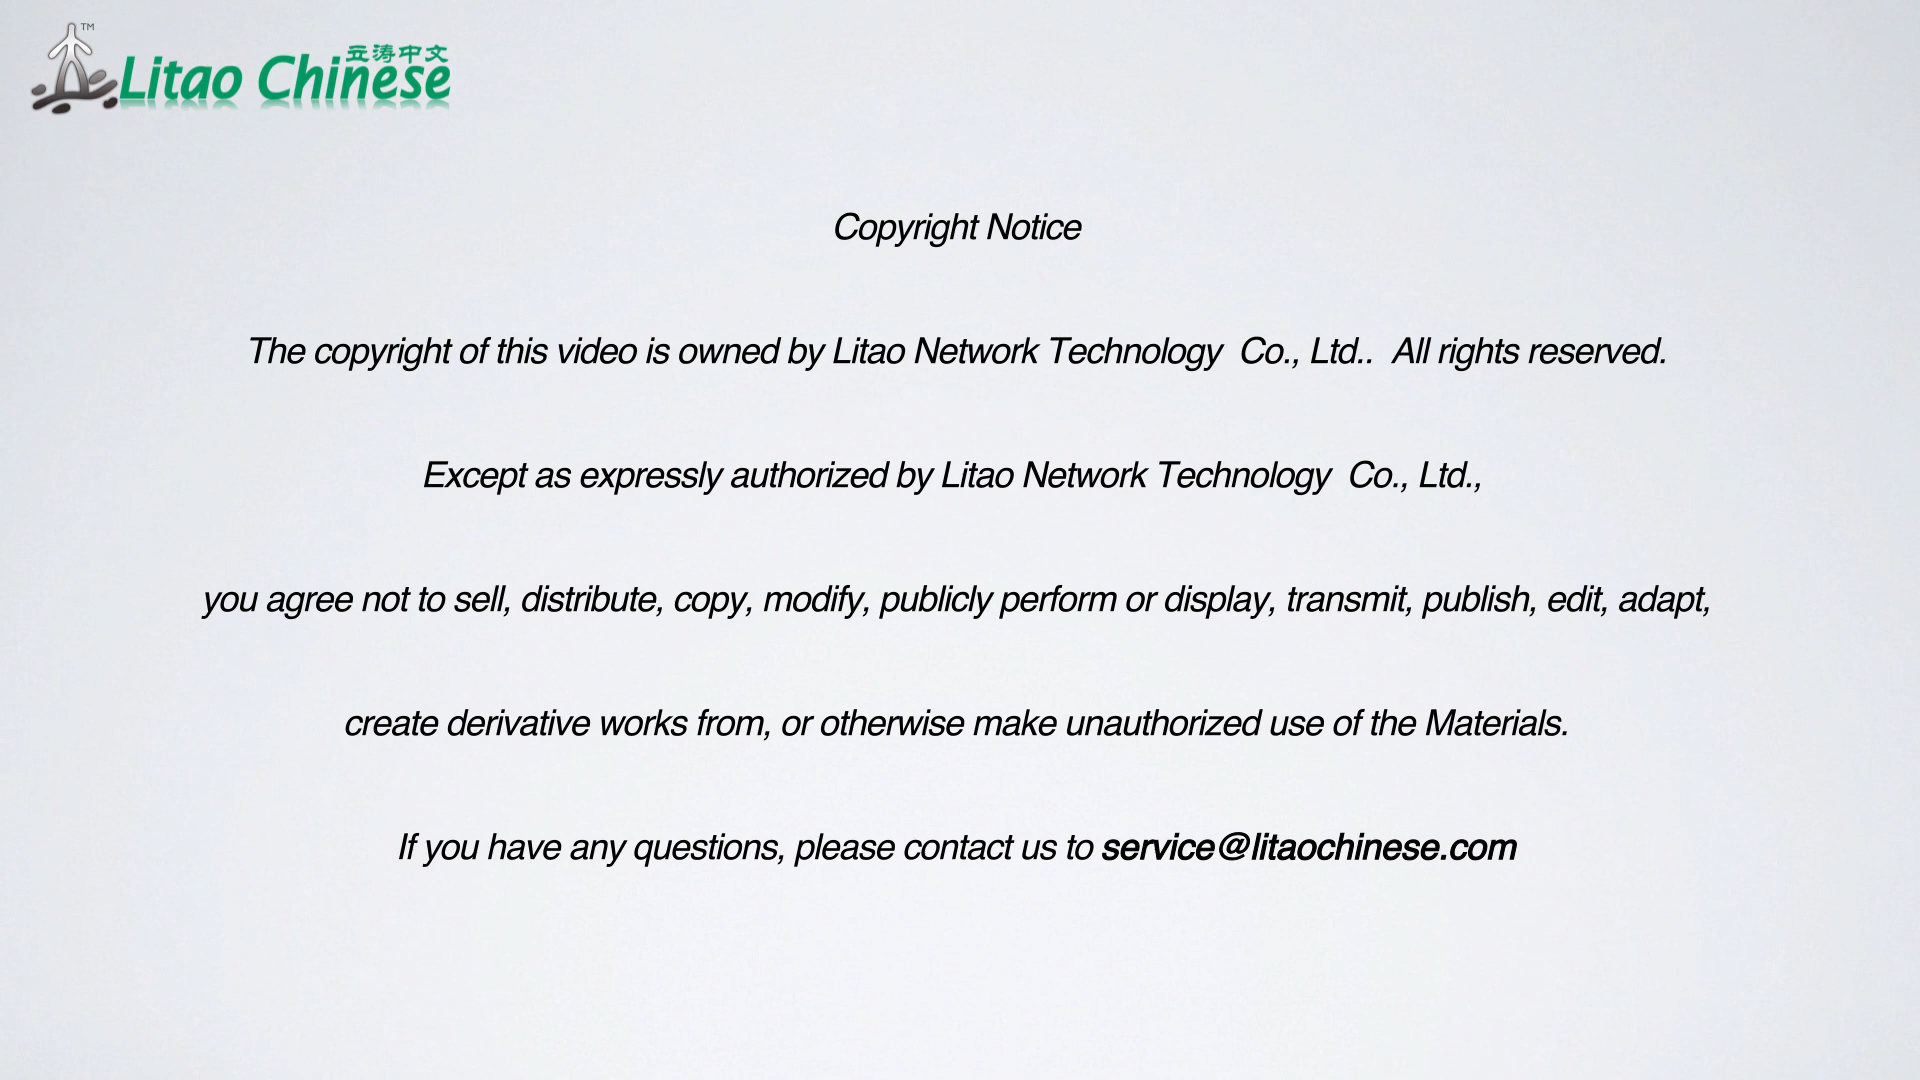 TM
立涛中文
Litao Chinese
Copyright Notice
The copyright of this video is owned by Litao Network Technology  Co., Ltd..  All rights reserved.
Except as expressly authorized by Litao Network Technology  Co., Ltd.,
you agree not to sell, distribute, copy, modify, publicly perform or display, transmit, publish, edit, adapt,
create derivative works from, or otherwise make unauthorized use of the Materials.
If you have any questions, please contact us to service@litaochinese.com